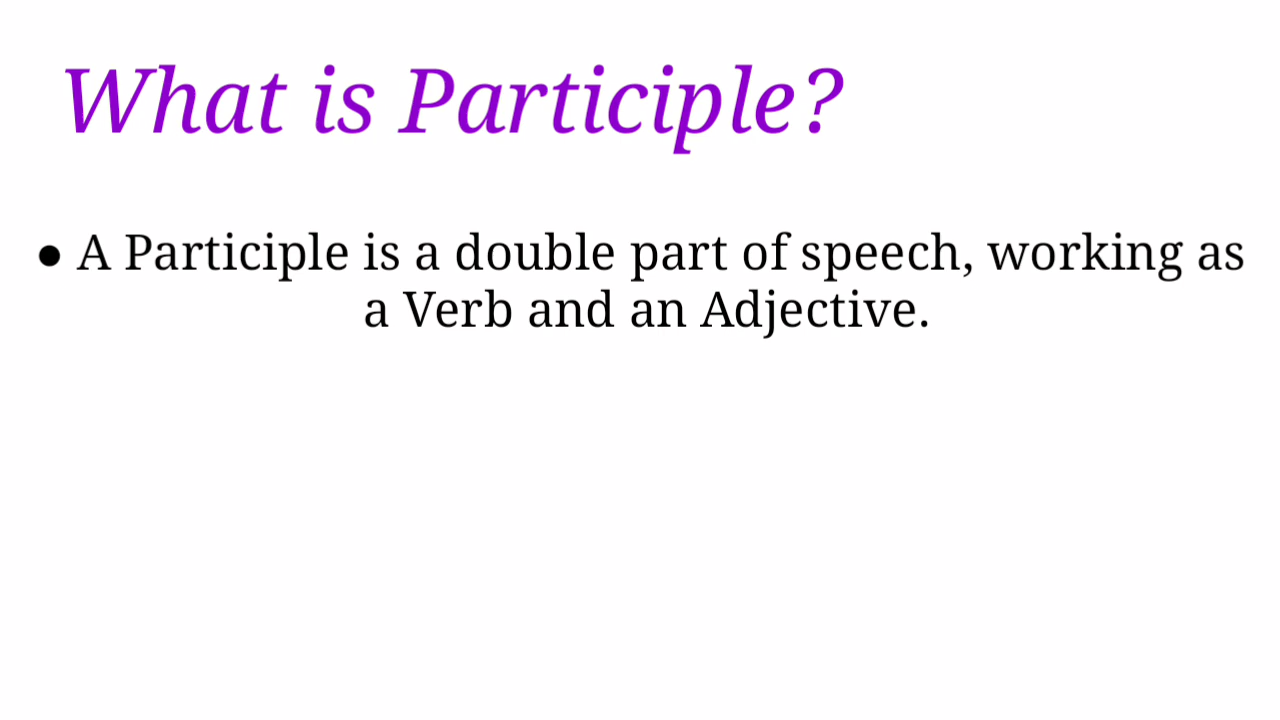 What is Participle?
● A Participle is a double part of speech, working as
a Verb and an Adjective.